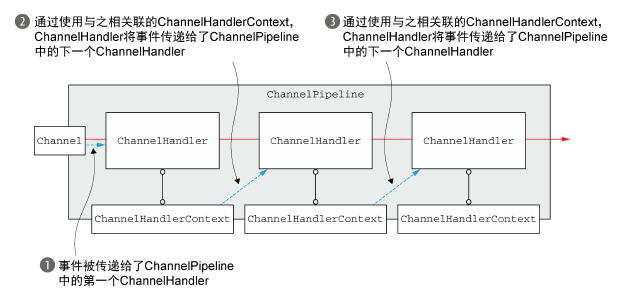 ❷ 通过使用与之相关联的ChannelHandlerContext，
ChannelHandler将事件传递给了ChannelPipeline
中的下一个ChannelHandler
❸ 通过使用与之相关联的ChannelHandlerContext，
ChannelHandler将事件传递给了ChannelPipeline
中的下一个ChannelHandler
ChannelPipeline
Channel
ChannelHandler
ChannelHandler
ChannelHandler
ChannelHandlerContext
ChannelHandlerContext
ChannelHandlerContext
❶ 事件被传递给了ChannelPipeline
中的第一个ChannelHandler